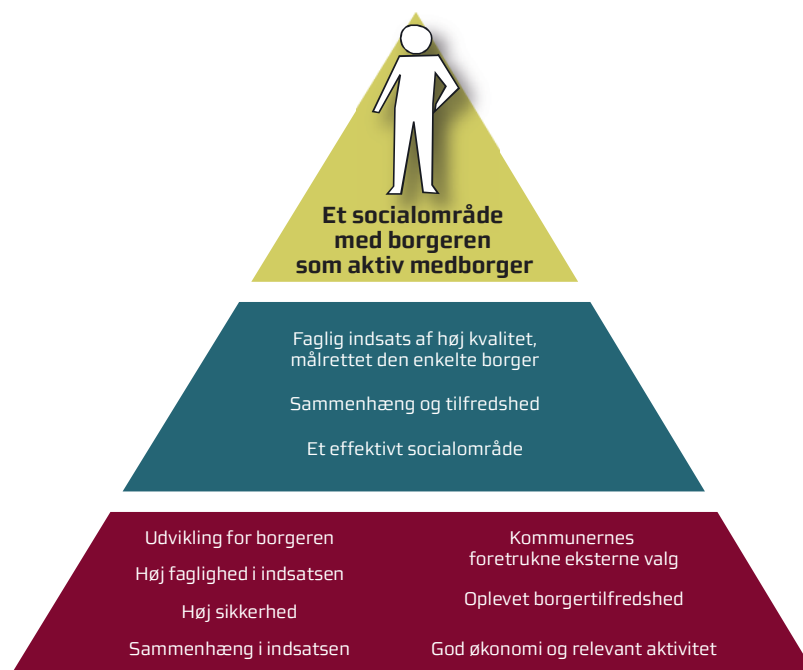 Et socialområde
med borgeren
som aktiv medborger
Faglig indsats af høj kvalitet,
målrettet den enkelte borger
Sammenhæng og tilfredshed
Et effektivt socialområde
Udvikling for borgeren
Høj faglighed i indsatsen
Høj sikkerhed
Sammenhæng i indsatsen
Kommunernes
foretrukne eksterne valg
Oplevet borgertilfredshed
God økonomi og relevant aktivitet